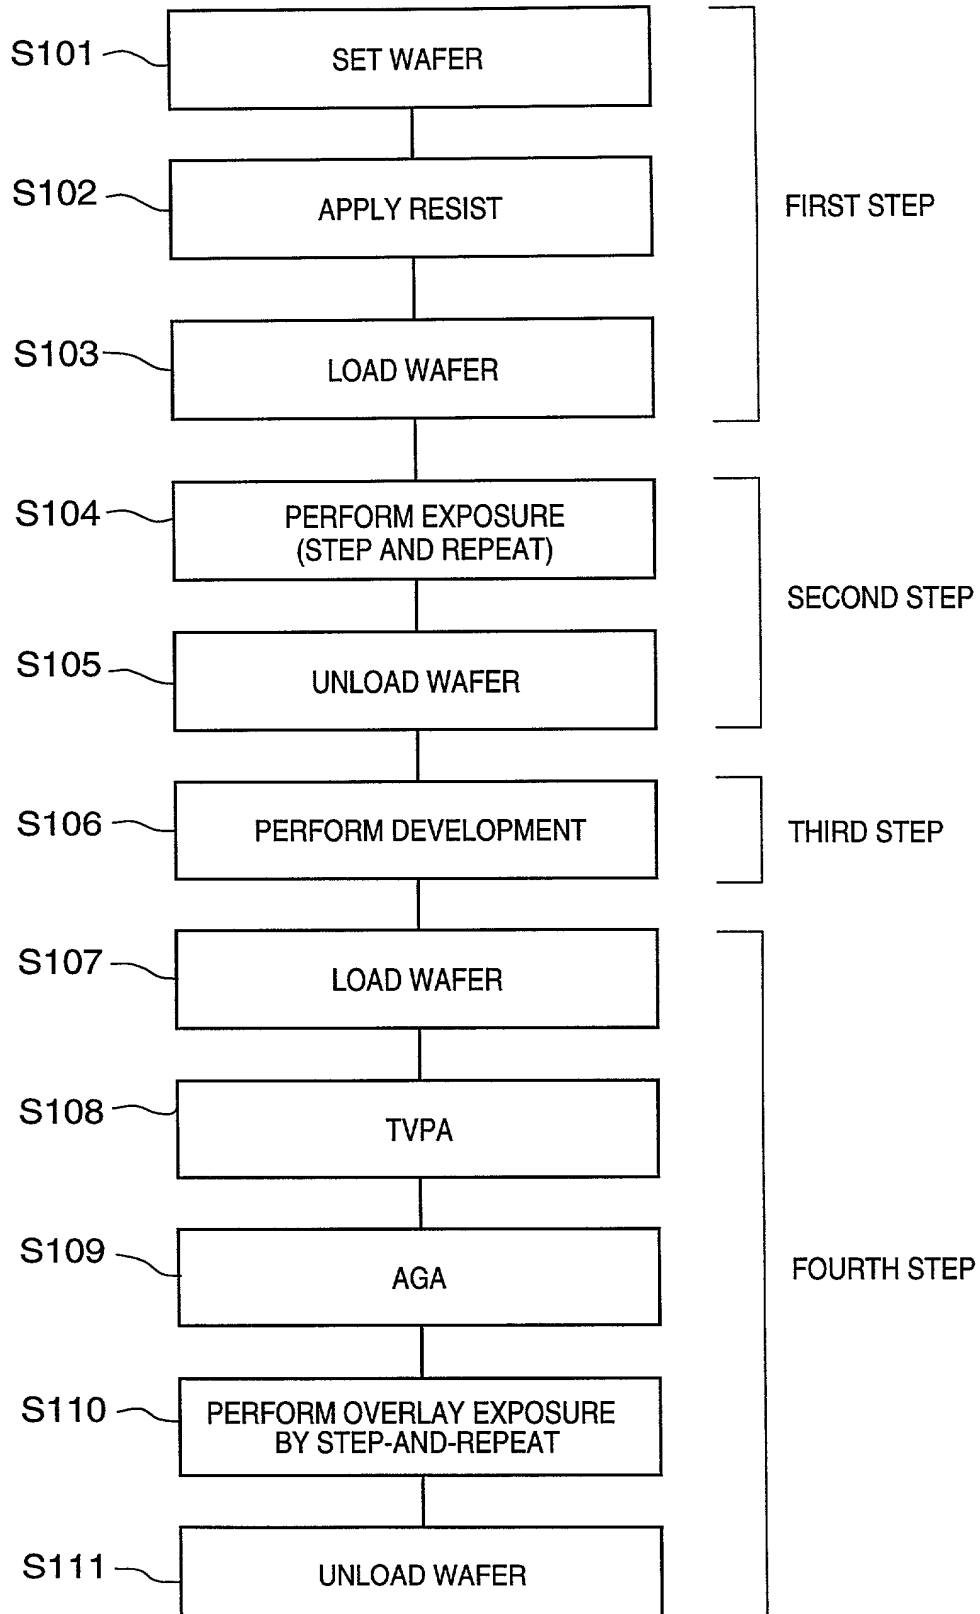 S101
SET WAFER
S102
APPLY RESIST
FIRST STEP
S103
LOAD WAFER
S104
PERFORM EXPOSURE
(STEP AND REPEAT)
SECOND STEP
S105
UNLOAD WAFER
S106
PERFORM DEVELOPMENT
THIRD STEP
S107
LOAD WAFER
S108
TVPA
S109
AGA
FOURTH STEP
S110
PERFORM OVERLAY EXPOSURE
BY STEP-AND-REPEAT
S111
UNLOAD WAFER